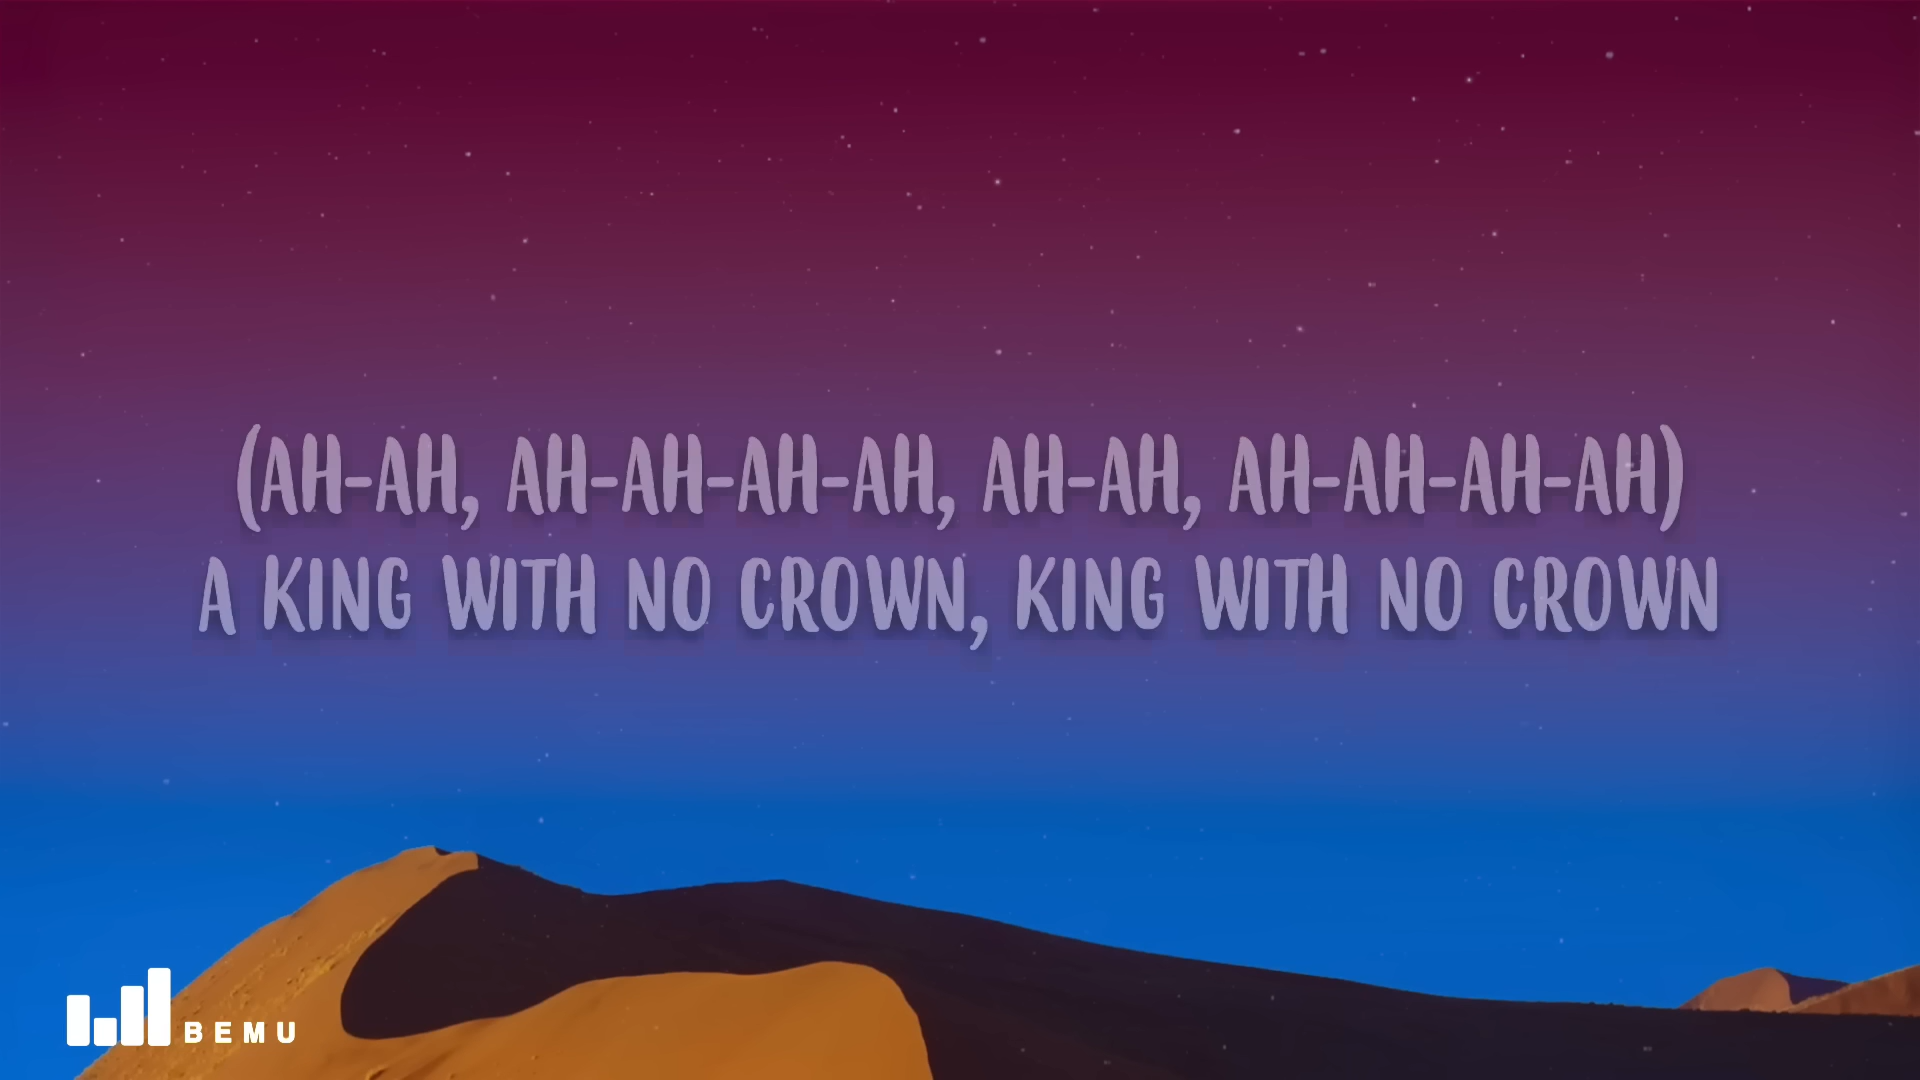 (AH-AH, AH-AH-AH-AH, AH-AH, AH-AH-AH-AH)
A KING WITH NO CROWN, KING WITH NO CROWN
BEMU